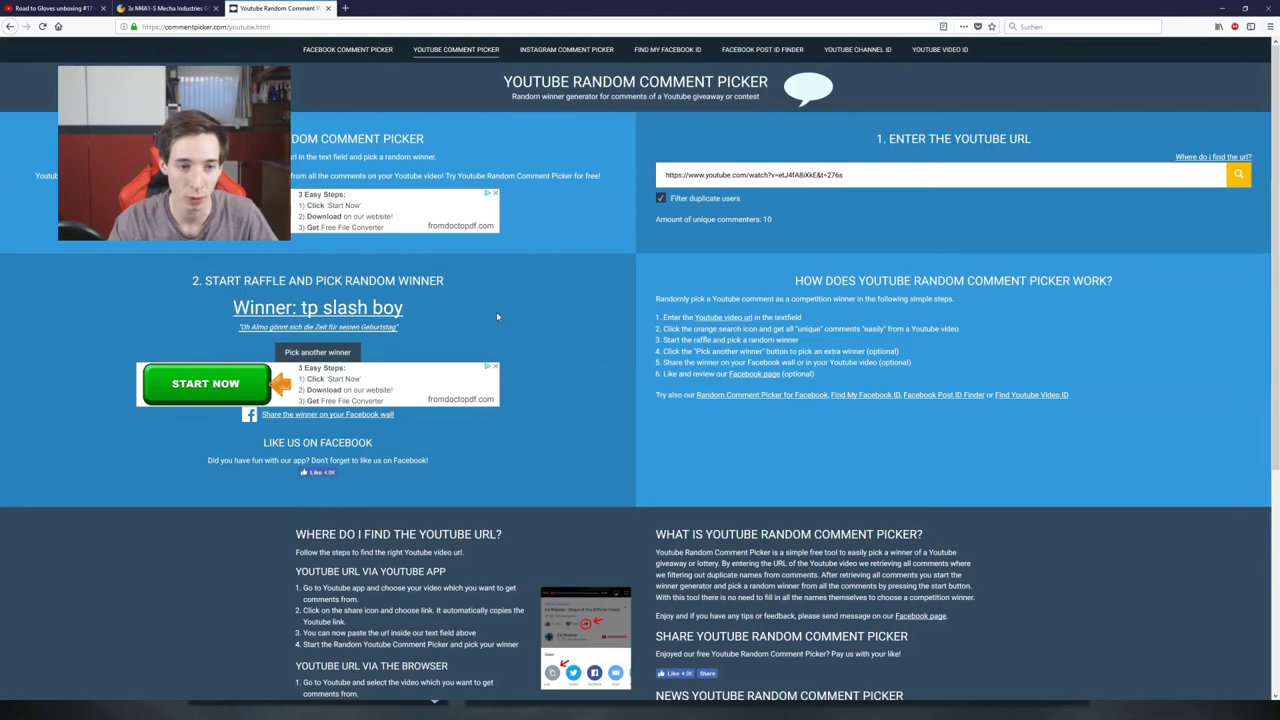 Road to Gloves unboxing #17 -
3x M4A1-S Mecha Industries G
Youtube Random Comment Pi
https://commentpicker.com/youtube.html
Suchen
FACEBOOK COMMENT PICKER
YOUTUBE COMMENT PICKER
INSTAGRAM COMMENT PICKER
FIND MY FACEBOOK ID
FACEBOOK POST ID FINDER
YOUTUBE CHANNEL ID
YOUTUBE VIDEO ID
YOUTUBE RANDOM COMMENT PICKER
Random winner generator for comments of a Youtube giveaway or contest
DOM COMMENT PICKER
url in the text field and pick a random winner.
Youtub
from all the comments on your Youtube video! Try Youtube Random Comment Picker for free!
3 Easy Steps:
1) Click 'Start Now'
2) Download on our website!
3) Get Free File Converter
fromdoctopdf.com
1. ENTER THE YOUTUBE URL
Where do i find the url?
https://www.youtube.com/watch?v=etJ4fA8iXkE&t=276s
Filter duplicate users
Amount of unique commenters: 10
2. START RAFFLE AND PICK RANDOM WINNER
Winner: tp slash boy
"Oh Almo gönnt sich die Zeit für seinen Geburtstag"
Pick another winner
START NOW
3 Easy Steps:
1) Click 'Start Now'
2) Download on our website!
3) Get Free File Converter
fromdoctopdf.com
Share the winner on your Facebook wall
LIKE US ON FACEBOOK
Did you have fun with our app? Don't forget to like us on Facebook!
Like 4.8K
HOW DOES YOUTUBE RANDOM COMMENT PICKER WORK?
Randomly pick a Youtube comment as a competition winner in the following simple steps.
1. Enter the Youtube video url in the textfield
2. Click the orange search icon and get all "unique" comments "easily" from a Youtube video
3. Start the raffle and pick a random winner
4. Click the "Pick another winner" button to pick an extra winner (optional)
5. Share the winner on your Facebook wall or in your Youtube video (optional)
6. Like and review our Facebook page (optional)
Try also our Random Comment Picker for Facebook, Find My Facebook ID, Facebook Post ID Finder or Find Youtube Video ID
WHERE DO I FIND THE YOUTUBE URL?
Follow the steps to find the right Youtube video url.
YOUTUBE URL VIA YOUTUBE APP
1. Go to Youtube app and choose your video which you want to get
comments from.
2. Click on the share icon and choose link. It automatically copies the
Youtube link.
3. You can now paste the url inside our text field above
4. Start the Random Youtube Comment Picker and pick your winner
YOUTUBE URL VIA THE BROWSER
1. Go to Youtube and select the video which you want to get
comments from.
WHAT IS YOUTUBE RANDOM COMMENT PICKER?
Youtube Random Comment Picker is a simple free tool to easily pick a winner of a Youtube
giveaway or lottery. By entering the URL of the Youtube video we retrieving all comments where
we filtering out duplicate names from comments. After retrieving all comments you start the
winner generator and pick a random from all the comments by pressing the start button.
With this tool there is no need to fill in all the names themselves to choose a competition winner.
Enjoy and if you have any tips or feedback, please send message on our Facebook page.
SHARE YOUTUBE RANDOM COMMENT PICKER
Enjoyed our free Youtube Random Comment Picker? Pay us with your like!
Like 4.8K
Share
NEWS YOUTUBE RANDOM COMMENT PICKER